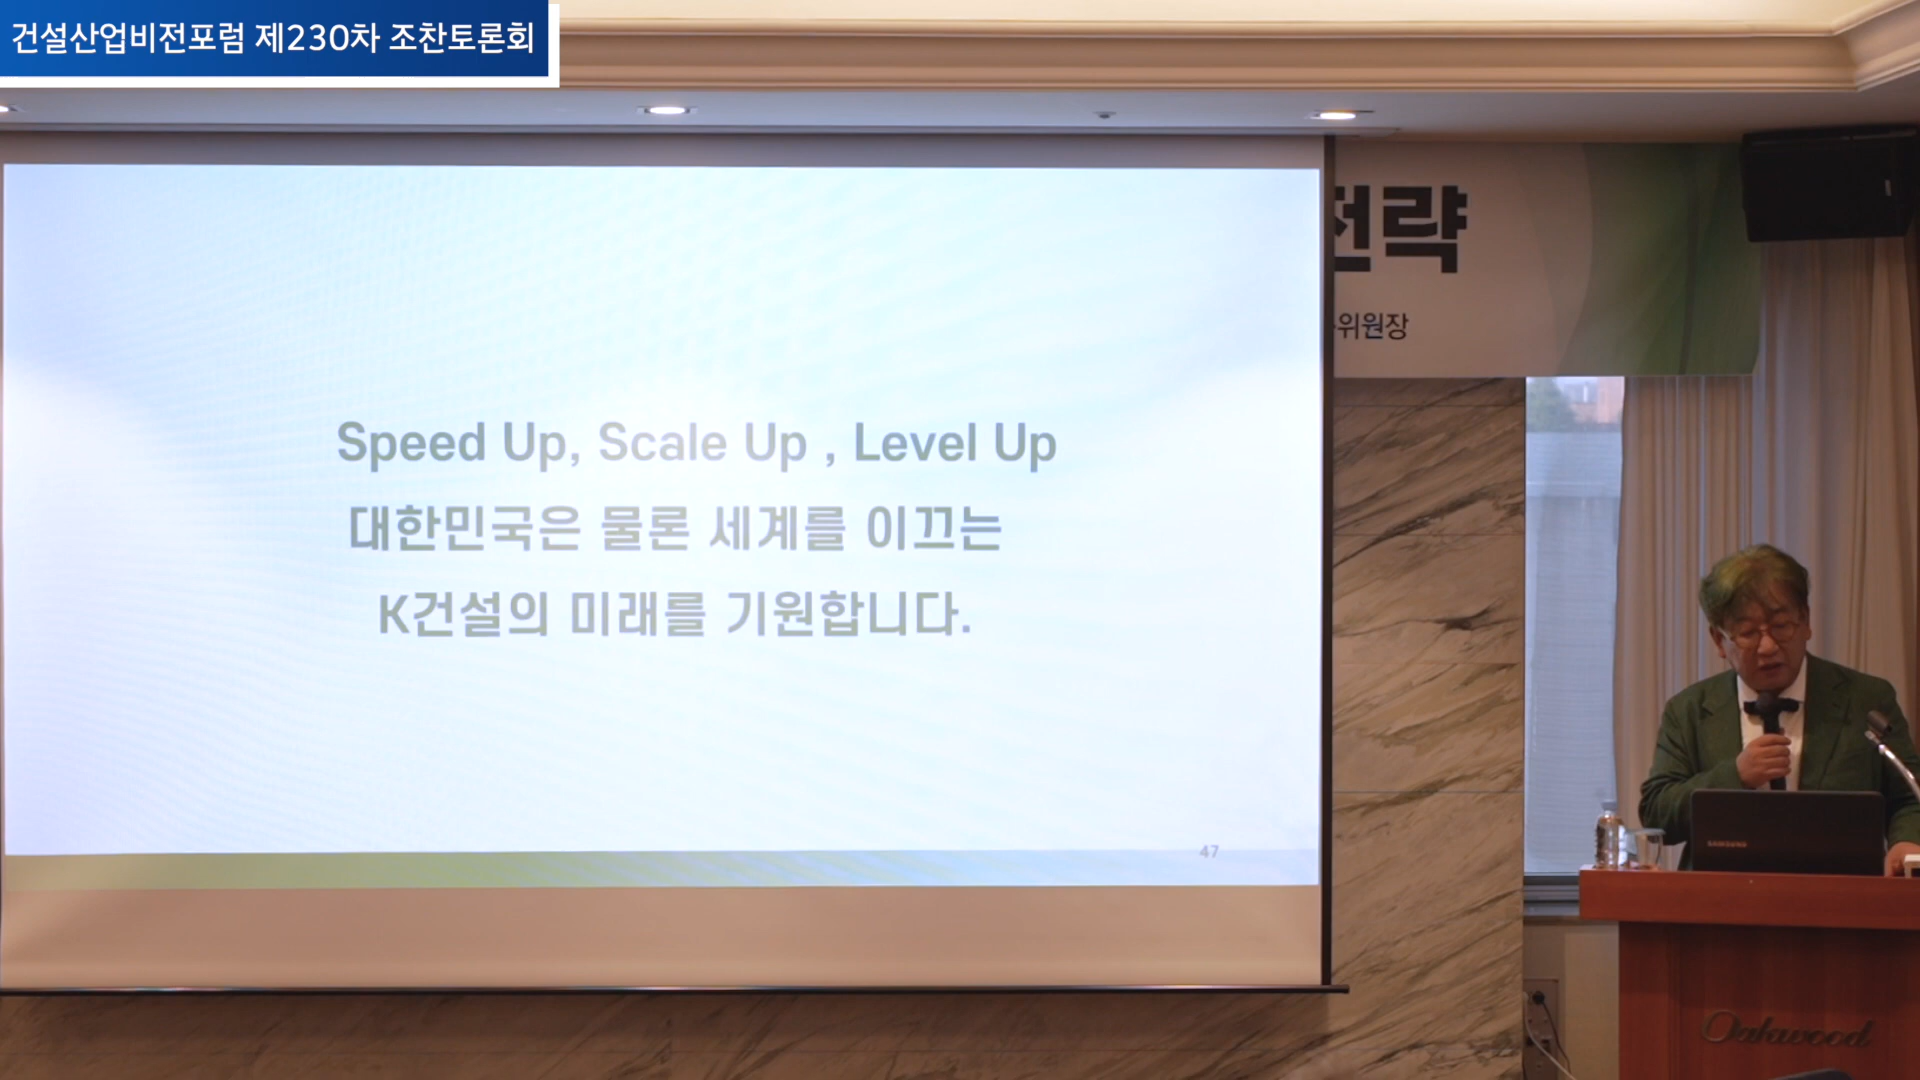 건설산업비전포럼 제230차 조찬토론회
전략
위원장
Speed Up, Scale Up , Level Up
대한민국은 물론 세계를 이끄는
K건설의 미래를 기원합니다.
47
SAMSUNG
Oakwood